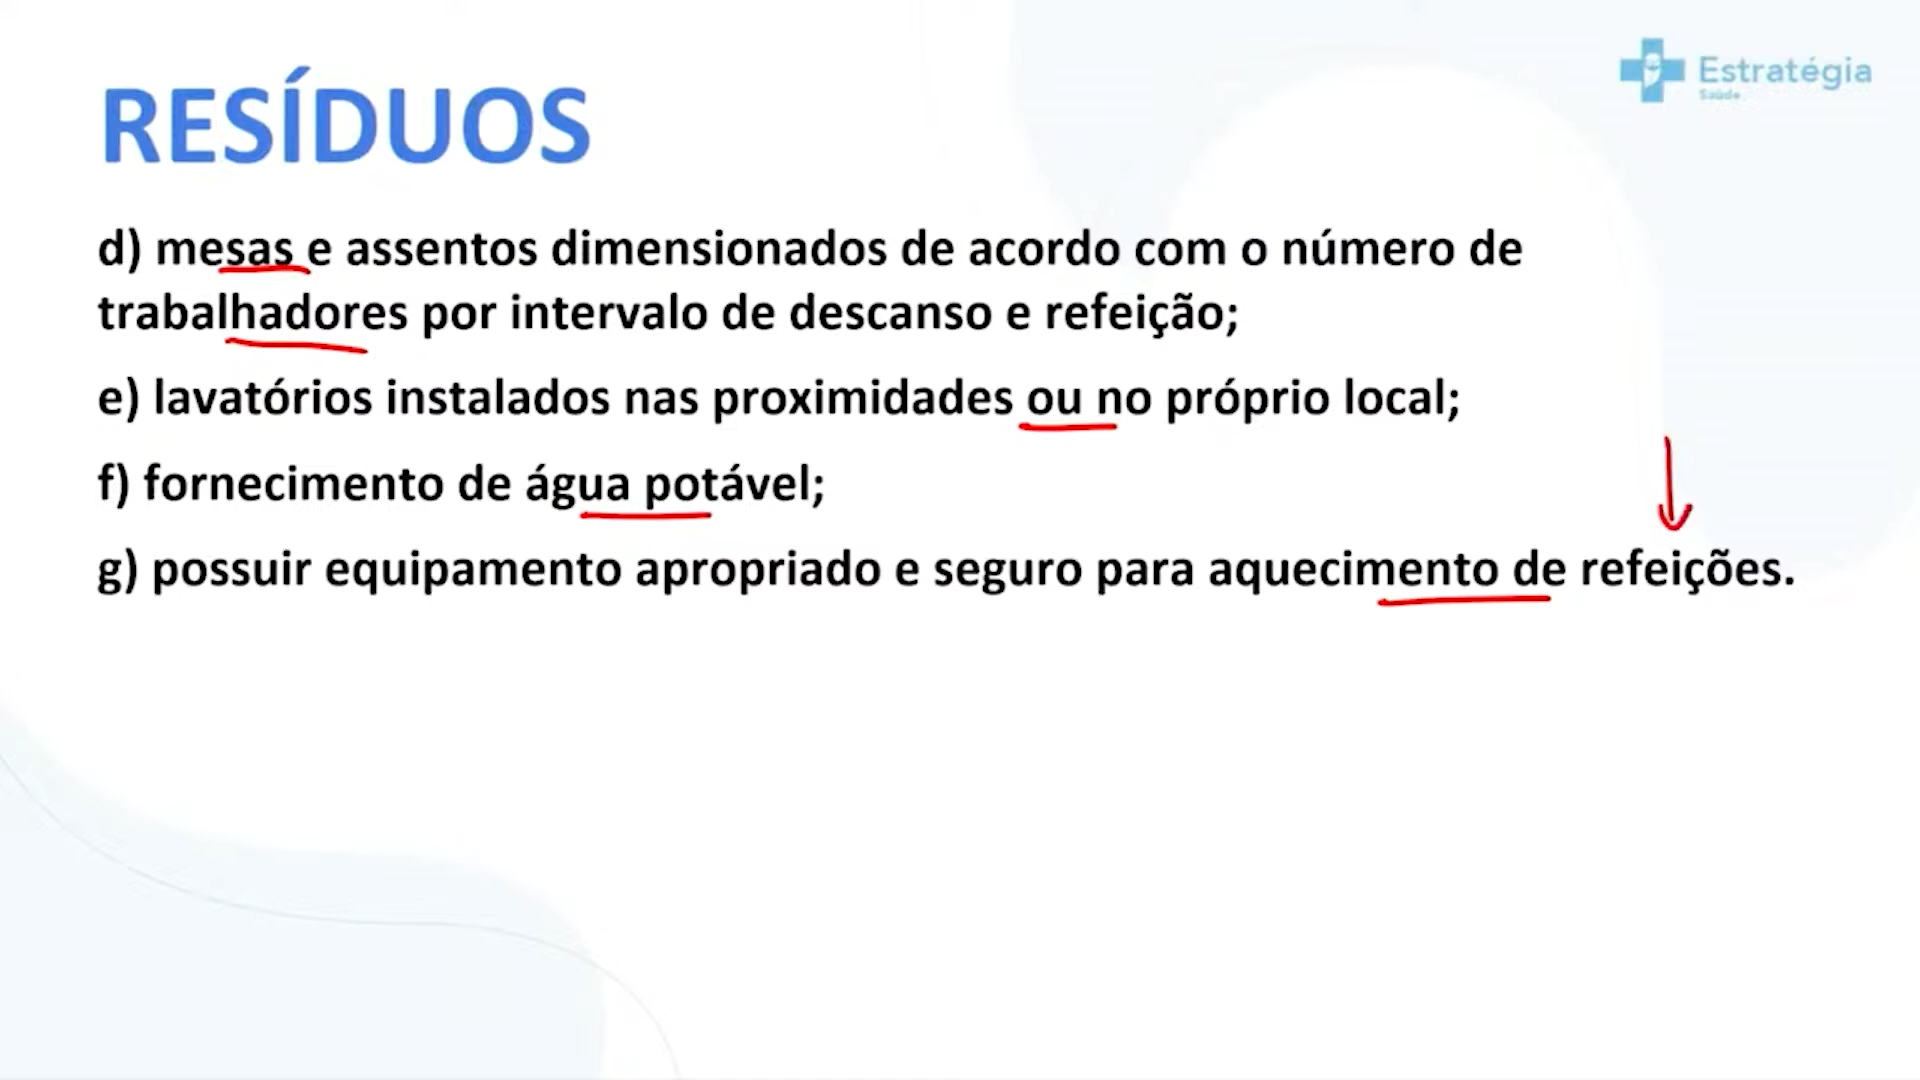 Estratégia
Saúde
RESÍDUOS
d) mesas e assentos dimensionados de acordo com o número de
trabalhadores por intervalo de descanso e refeição;
e) lavatórios instalados nas proximidades ou no próprio local;
f) fornecimento de água potável;
g) possuir equipamento apropriado e seguro para aquecimento de refeições.